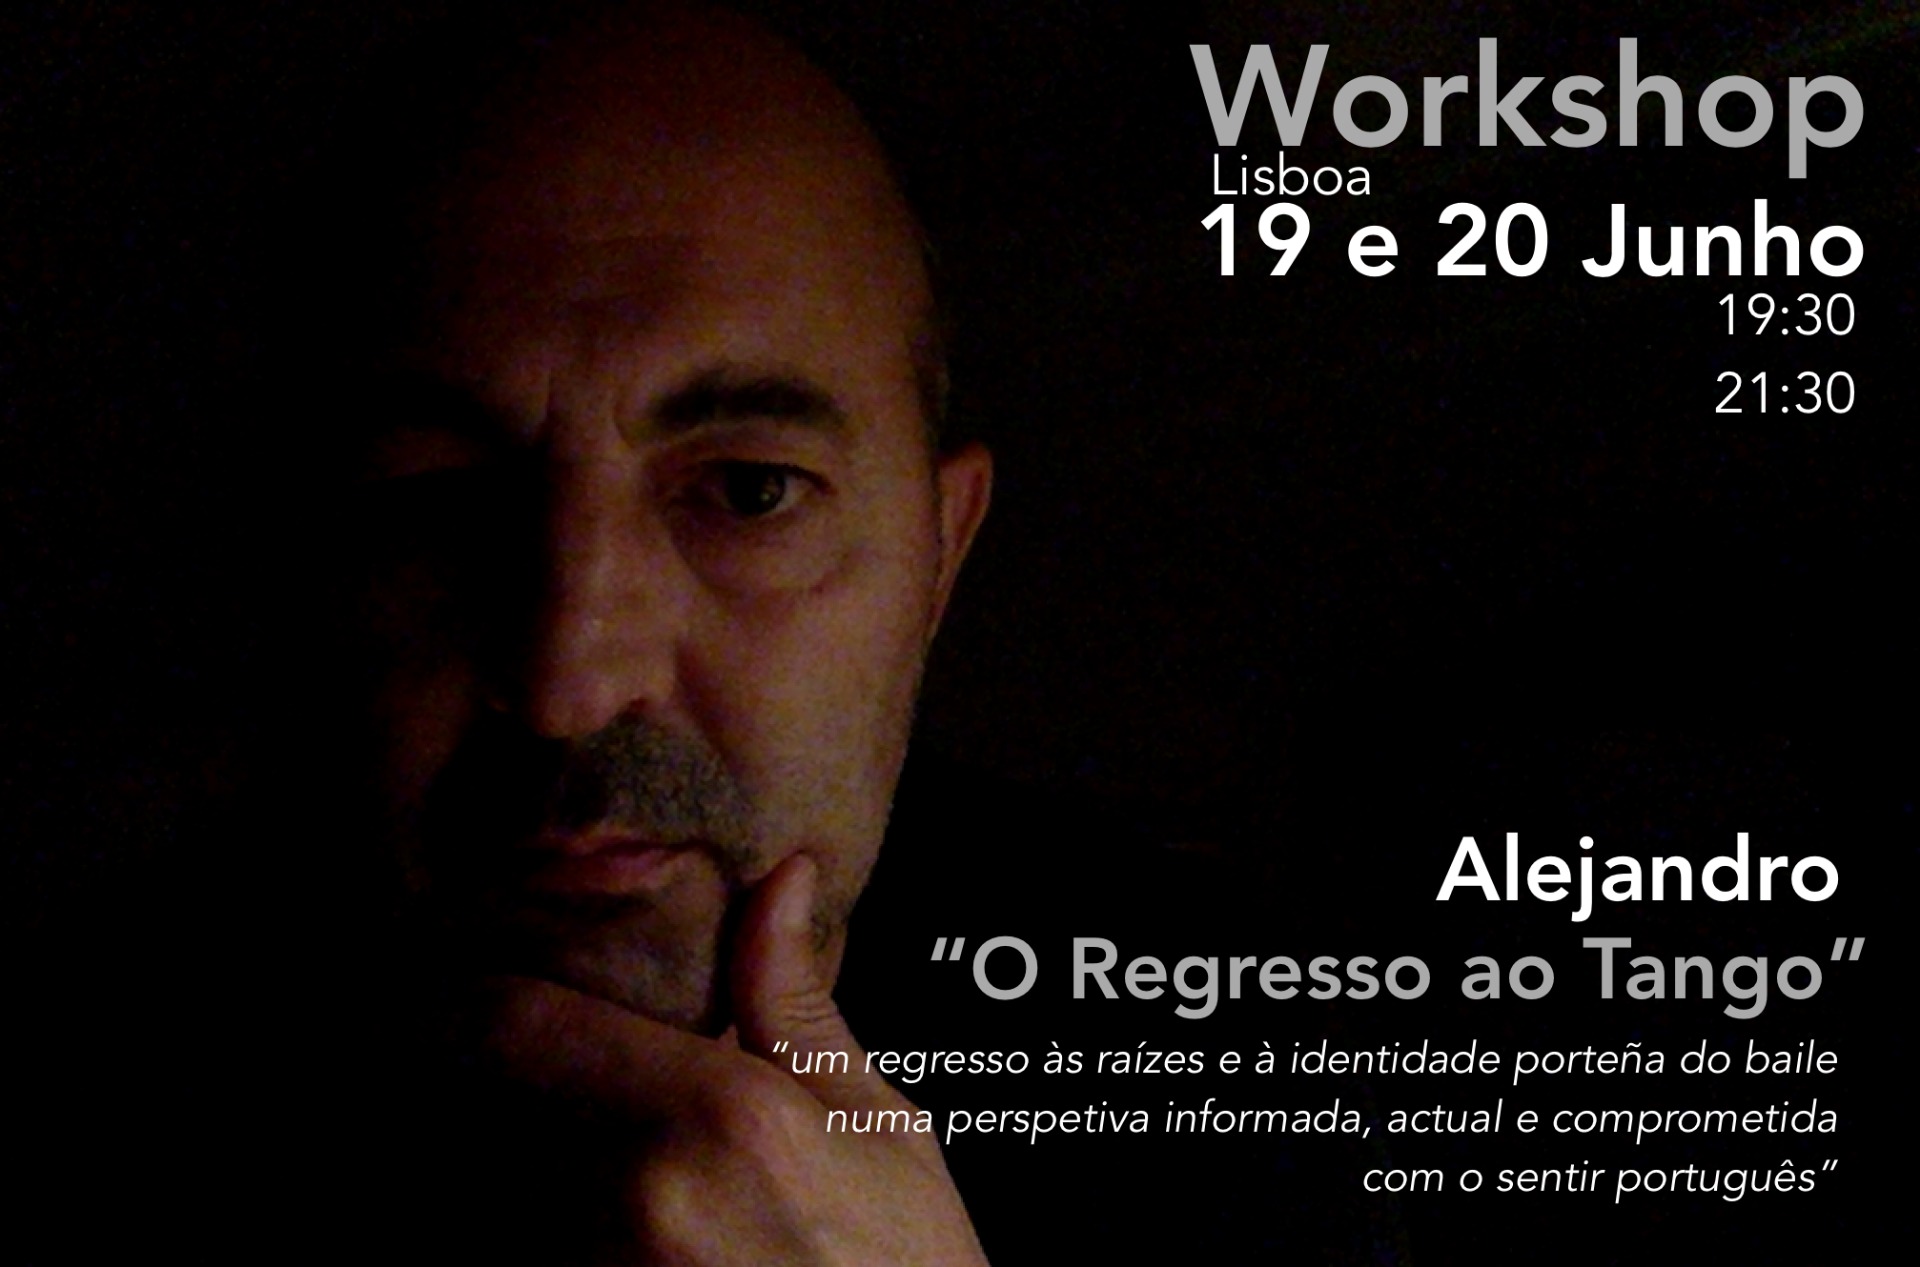 Workshop
Lisboa
19 e 20 Junho
19:30
21:30
Alejandro
“O Regresso ao Tango”
“um regresso às raízes e à identidade porteña do baile
numa perspetiva informada, actual e comprometida
com o sentir português”